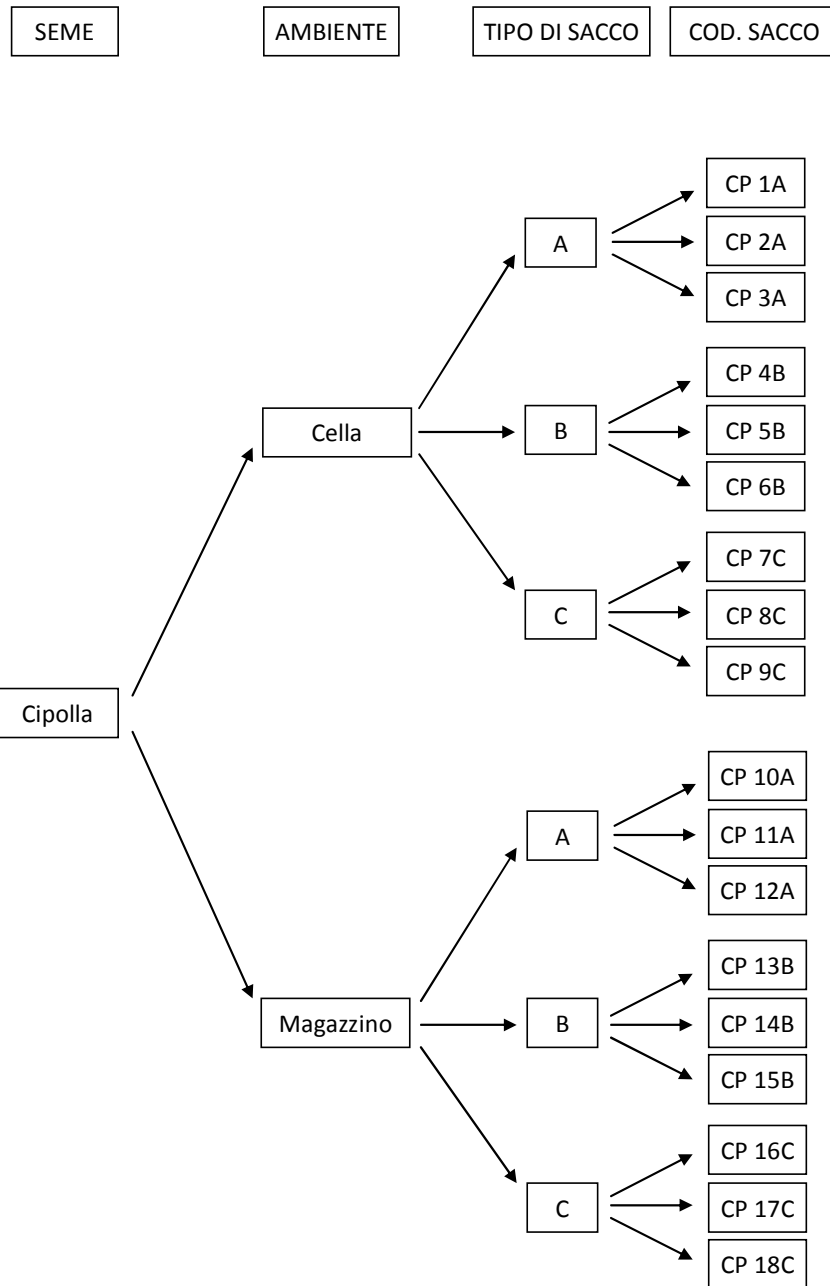 SEME
AMBIENTE
TIPO DI SACCO
COD. SACCO
CP 1A
A
CP 2A
CP 3A
CP 4B
Cella
B
CP 5B
CP 6B
CP 7C
C
CP 8C
CP 9C
Cipolla
CP 10A
A
CP 11A
CP 12A
CP 13B
Magazzino
B
CP 14B
CP 15B
CP 16C
C
CP 17C
CP 18C